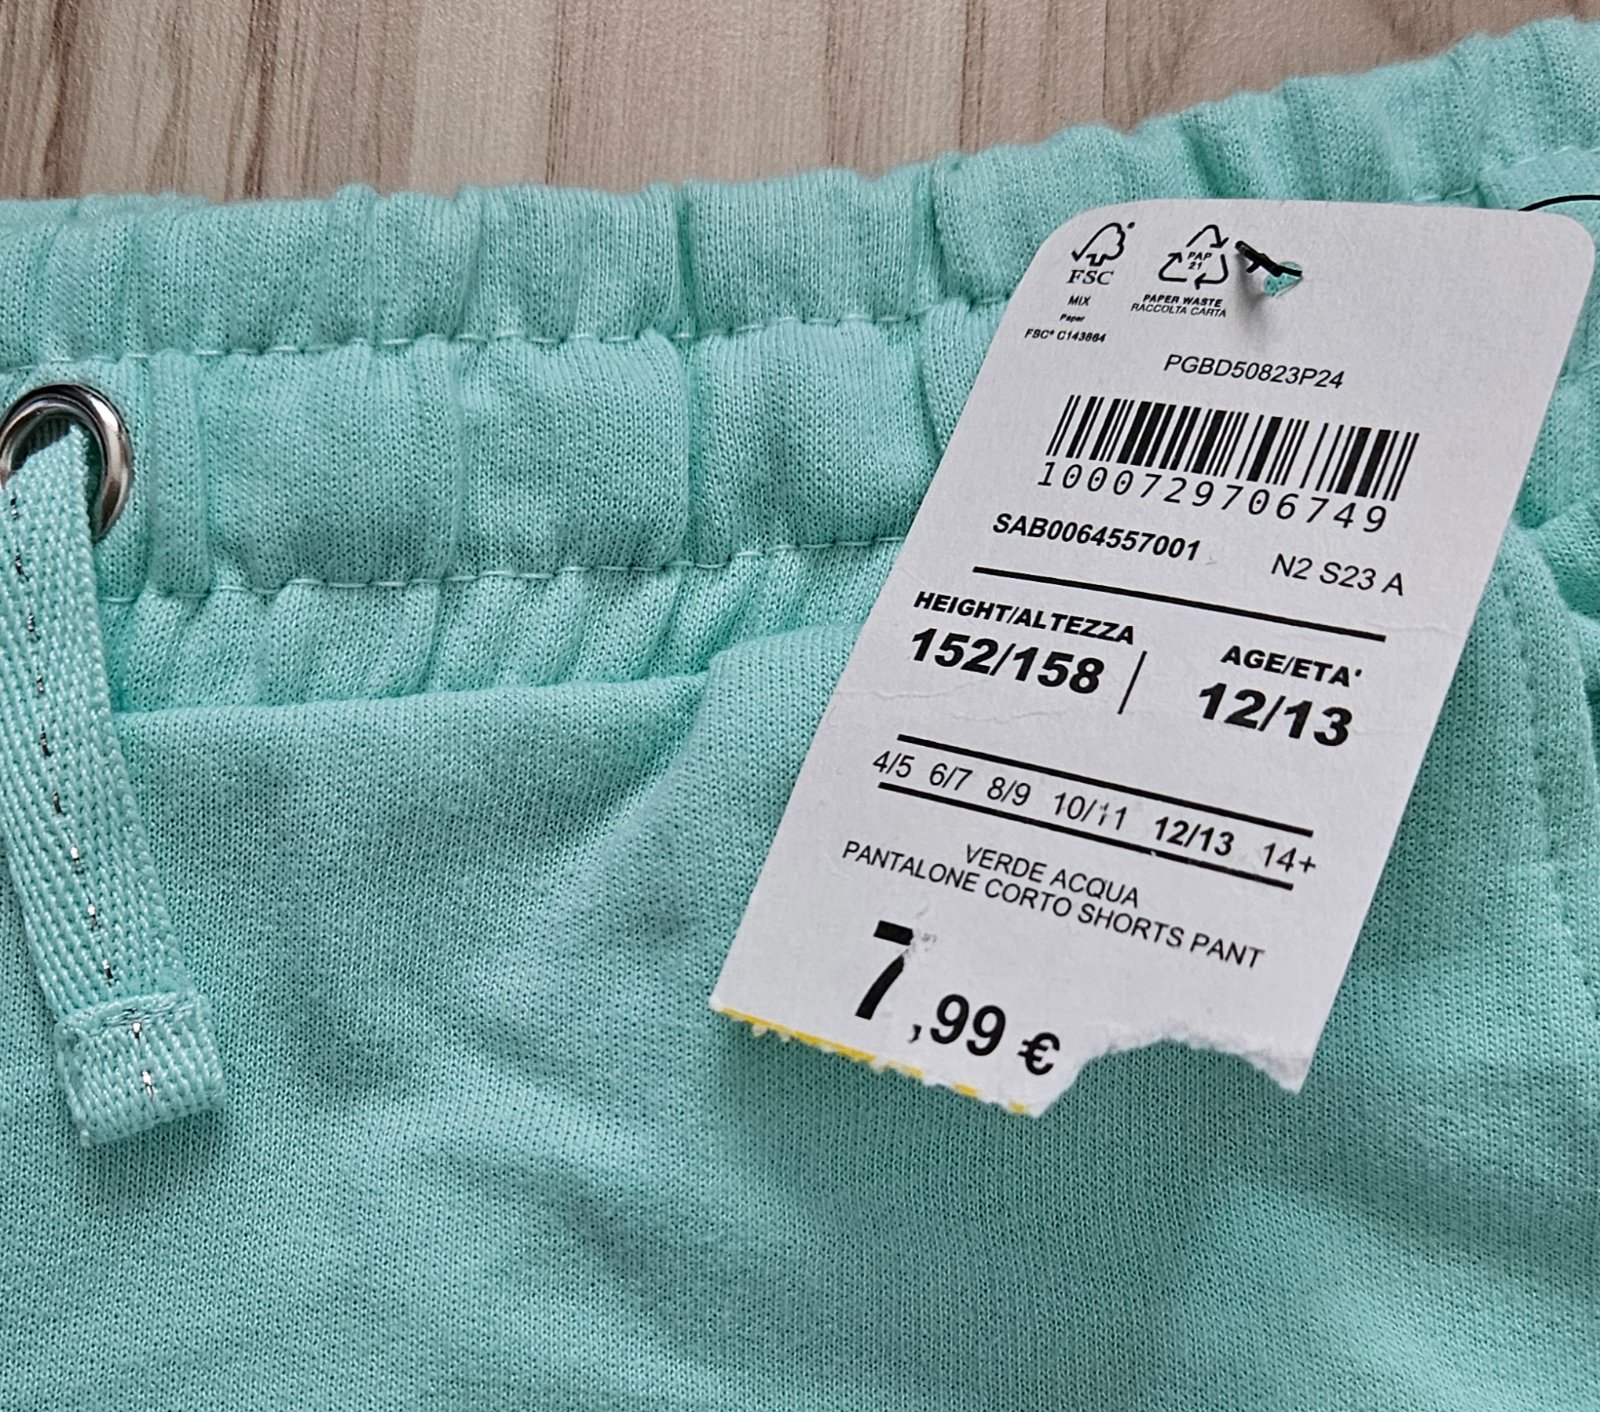 FSC
MIX
Paper
FSC® C143864
PAP
21
PAPER WASTE
RACCOLTA CARTA
PGBD50823P24
1000729706749
SAB0064557001
N2 S23 A
HEIGHT/ALTEZZA
152/158
AGE/ETA'
12/13
4/5 6/7 8/9 10/11 12/13 14+
VERDE ACQUA
PANTALONE CORTO SHORTS PANT
7,99 €